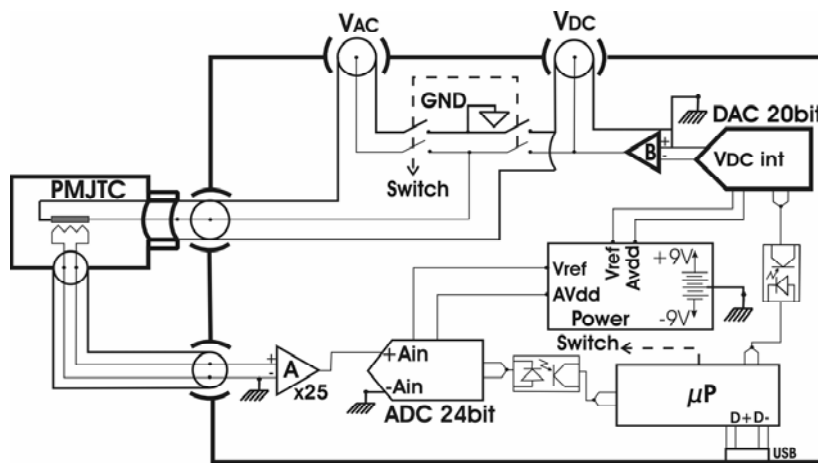 VAC
VDC
GND
DAC 20bit
+
B
-
VDC int
Switch
PMJTC
Vref
Avdd
+9V
Vref
AVdd
-9V
Power
Switch
+
A
-
x25
+Ain
-Ain
ADC 24bit
µP
D+D-
USB